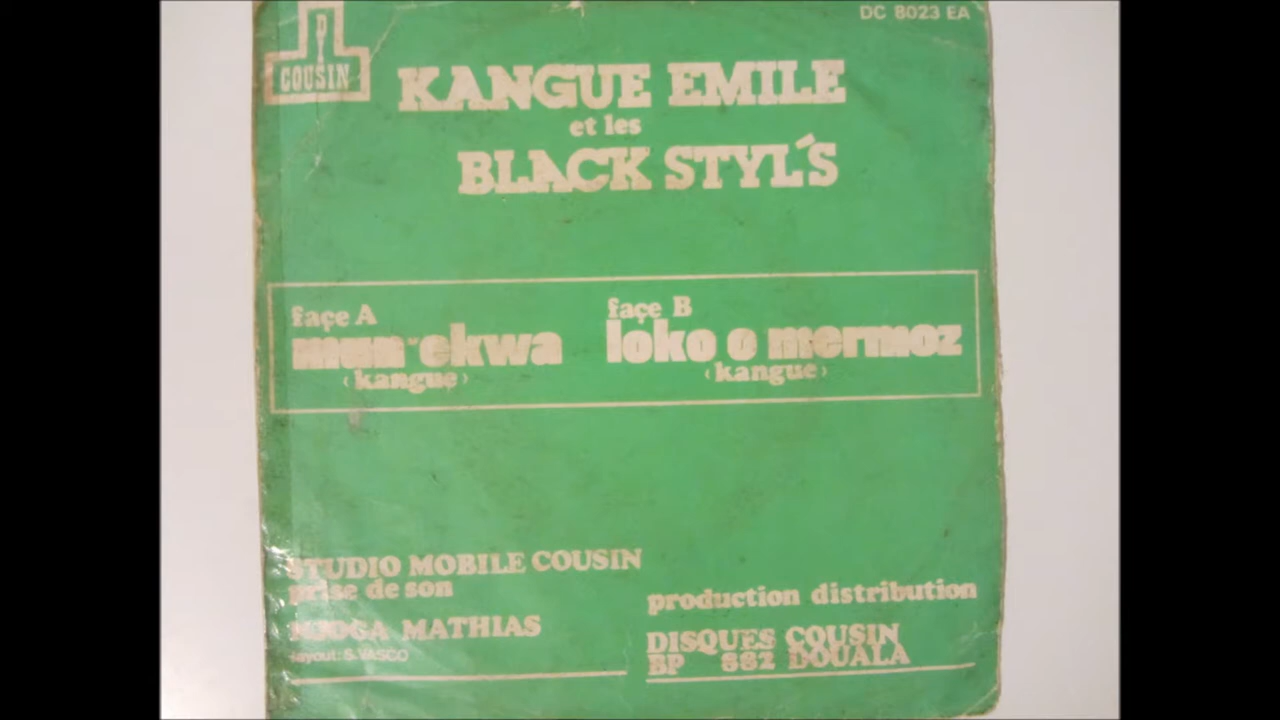 P
COUSIN
DC 8023 EA
KANGUE EMILE
et les
BLACK STYL'S
façe A
mun-ekwa
(kangue)
façe B
loko o mermoz
(kangue)
STUDIO MOBILE COUSIN
prise de son
MATHIAS
layout: S. VASCO
production distribution
DISQUES COUSIN
BP 882 DOUALA